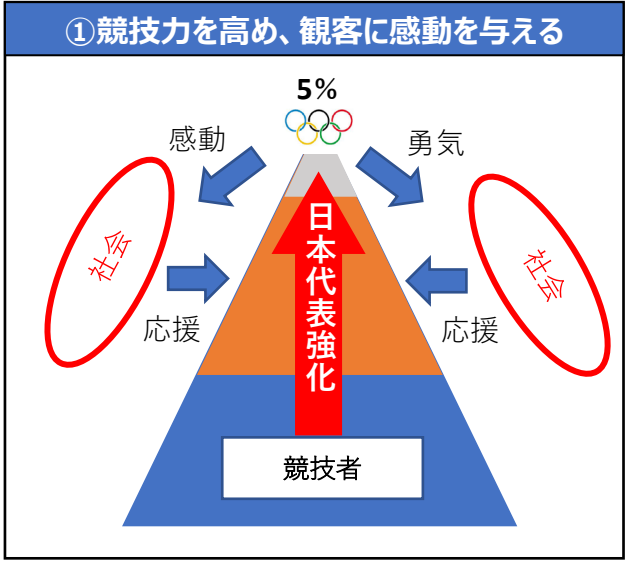 ①競技力を高め、観客に感動を与える
5%
感動
勇気
社会
社会
日本代表強化
応援
応援
競技者